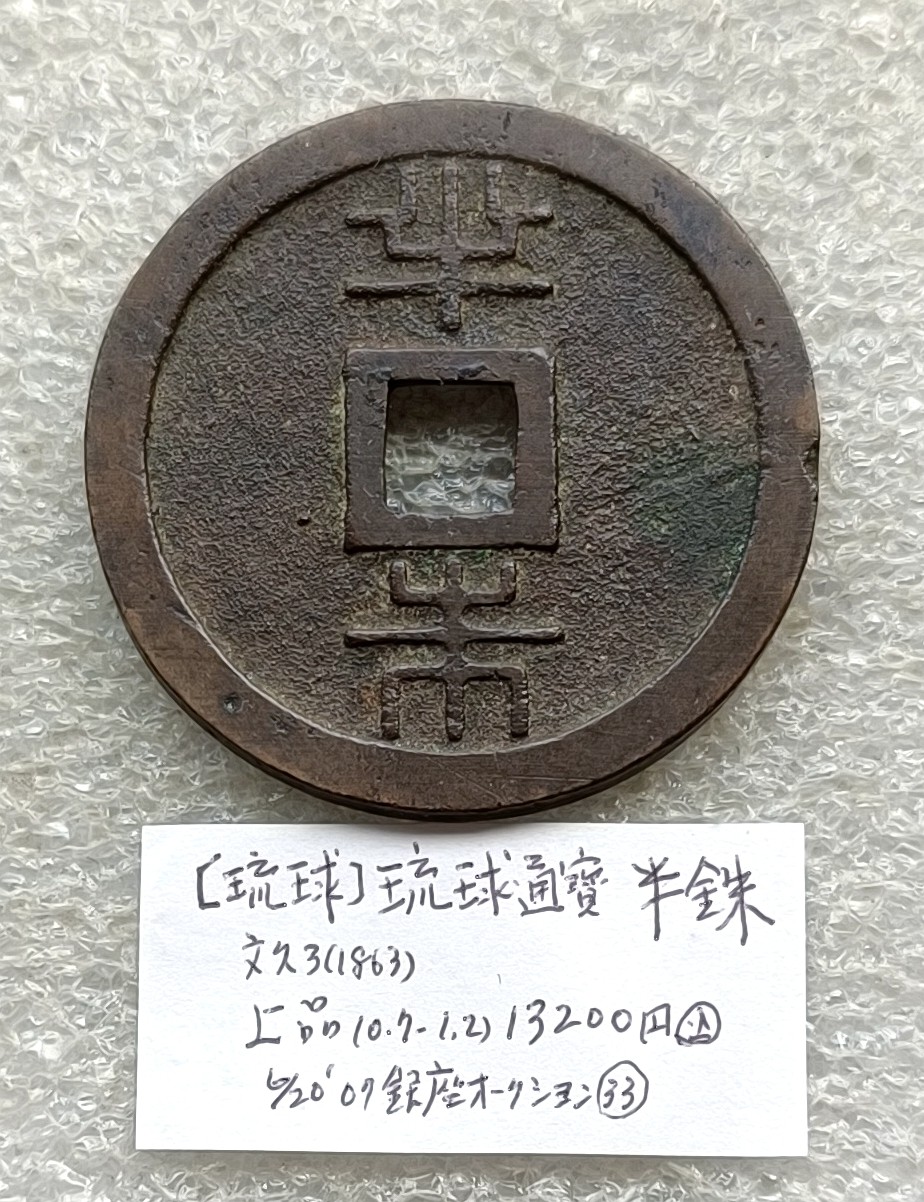 半
朱
[琉球]琉球通寶 半銖
文久3(1863)
上品(0.7-1.2)13200円込
6/20'07銀座オークション33